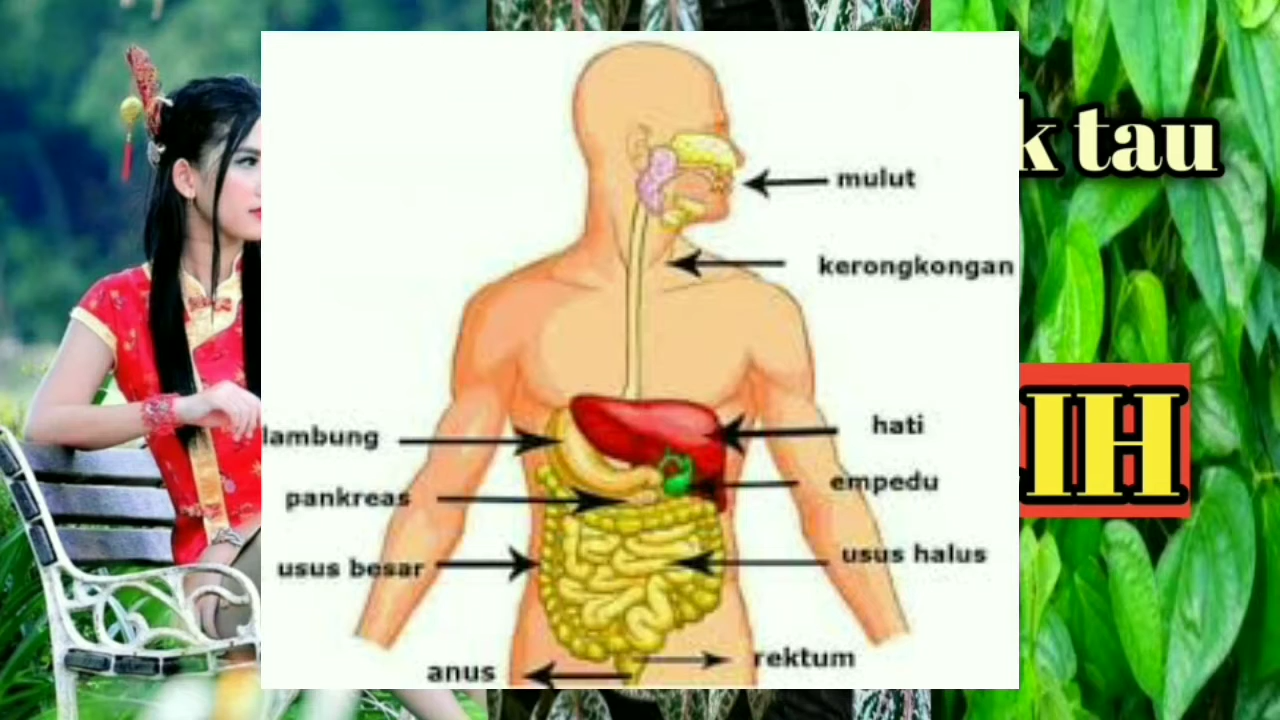 k tau
mulut
kerongkongan
hati
lambung
empedu
pankreas
usus halus
usus besar
rektum
anus
IH